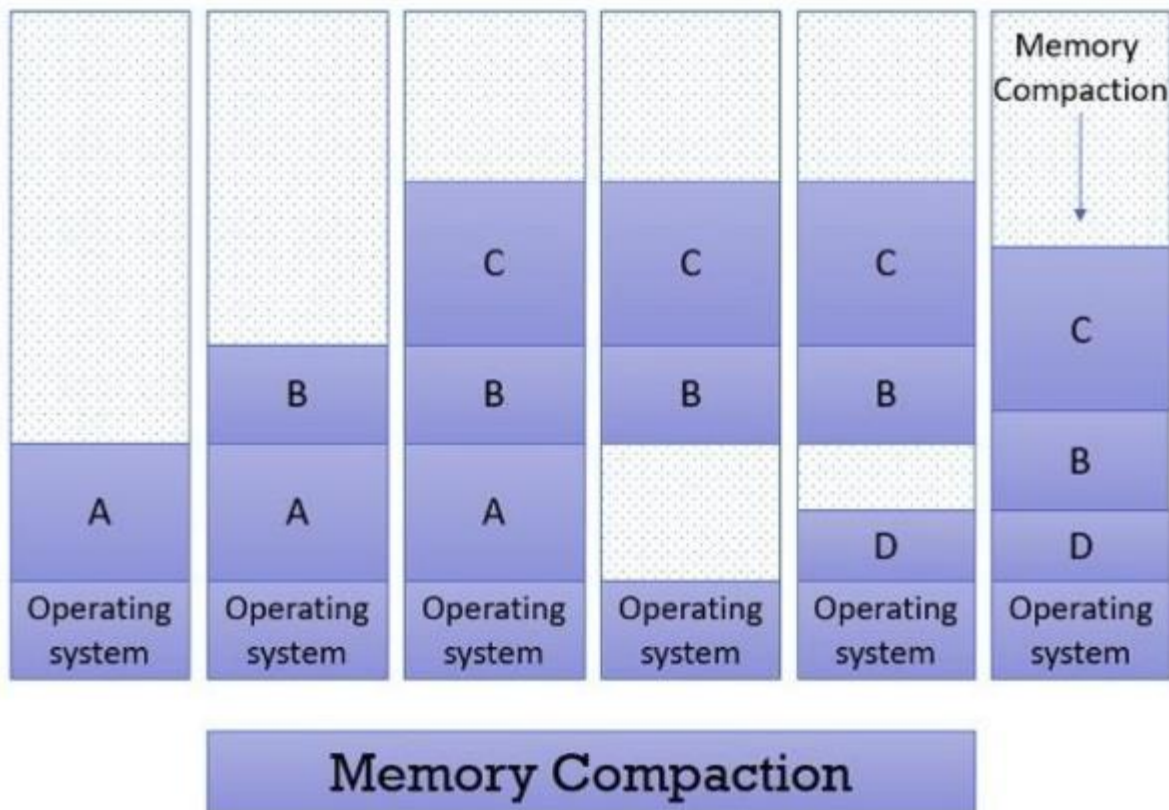 A
Operating
system
B
A
Operating
system
C
B
A
Operating
system
C
B
Operating
system
C
B
D
Operating
system
Memory
Compaction
C
B
D
Operating
system
Memory Compaction